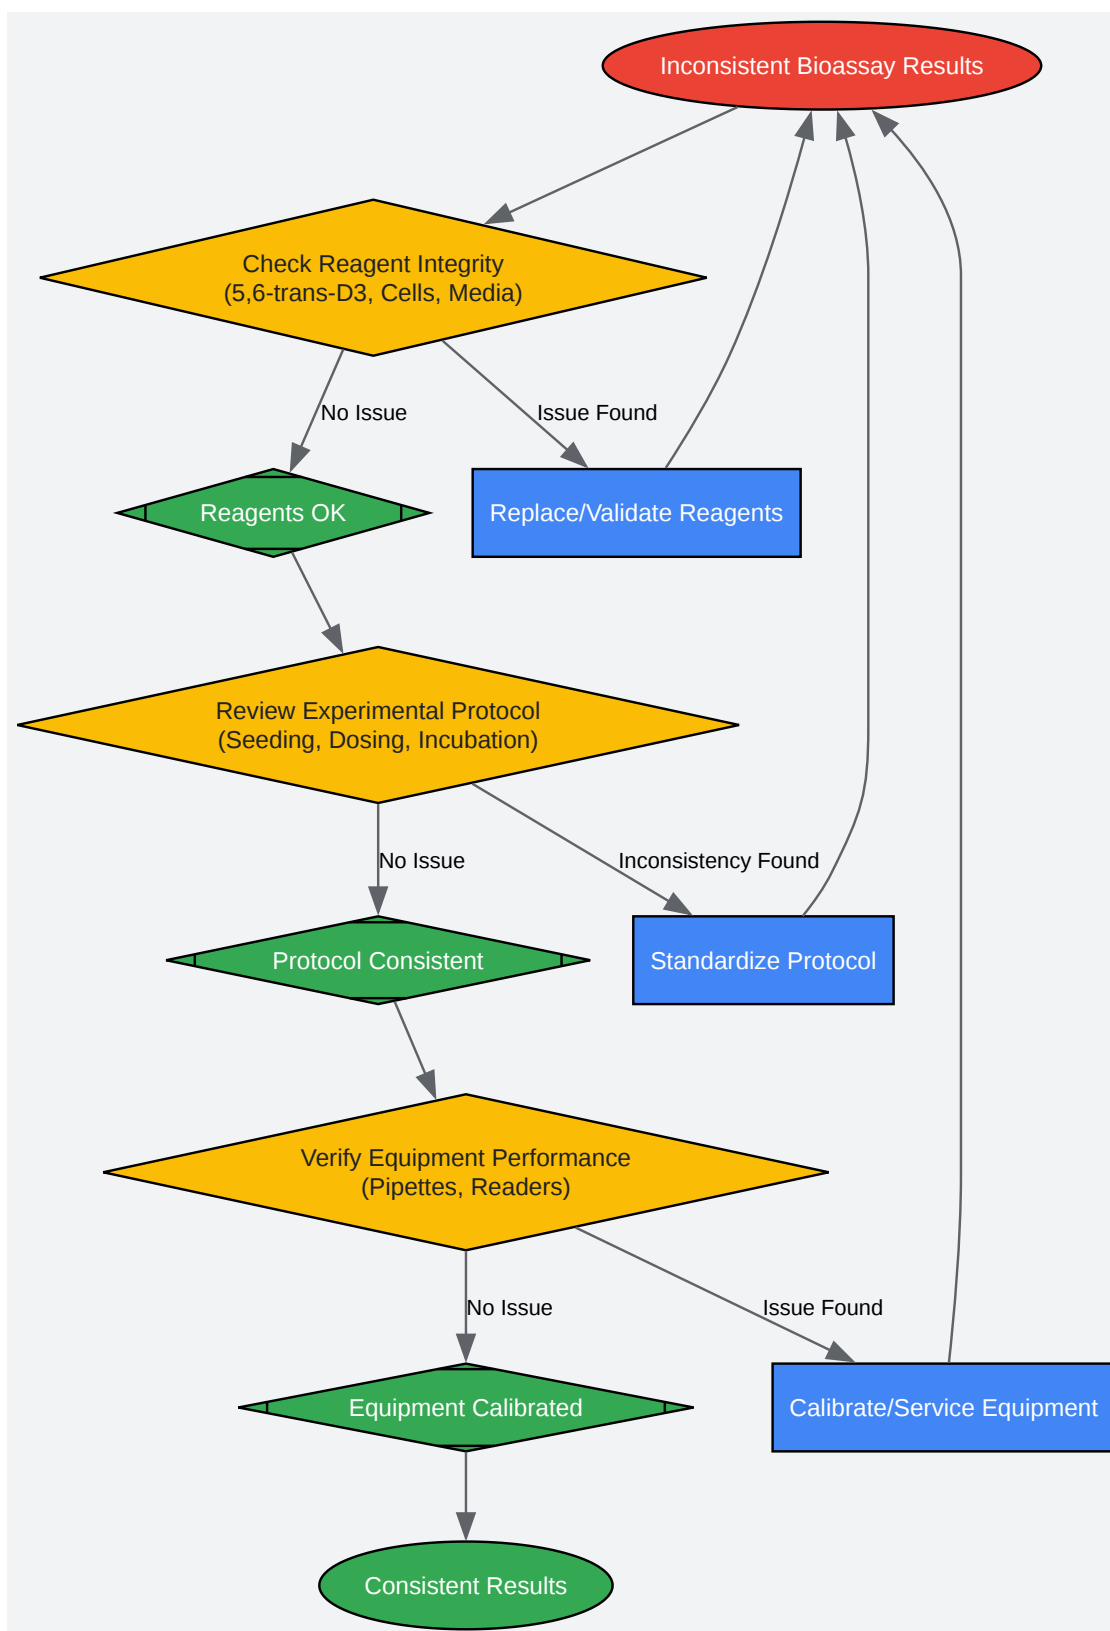 Inconsistent Bioassay Results
Check Reagent Integrity
(5,6-trans-D3, Cells, Media)
No Issue
Issue Found
Reagents OK
Replace/Validate Reagents
Review Experimental Protocol
(Seeding, Dosing, Incubation)
No Issue
Inconsistency Found
Protocol Consistent
Standardize Protocol
Verify Equipment Performance
(Pipettes, Readers)
No Issue
Issue Found
Equipment Calibrated
Calibrate/Service Equipment
Consistent Results